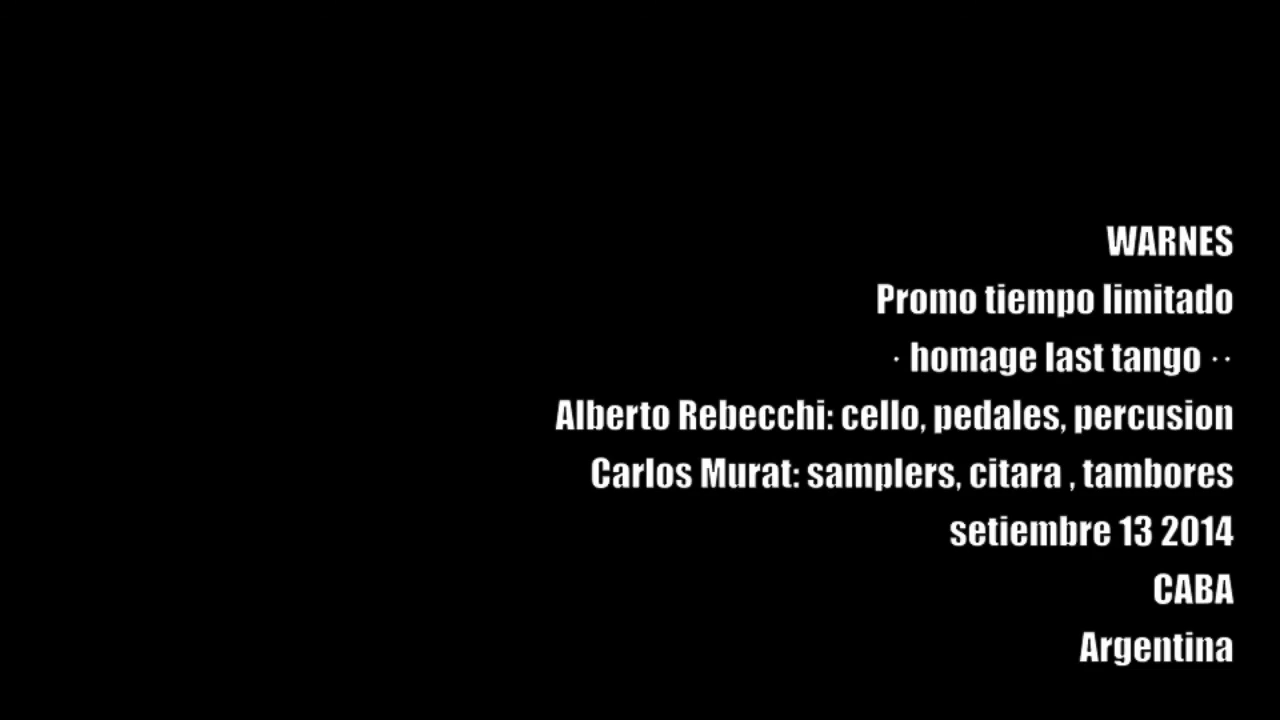 WARNES
Promo tiempo limitado
· homage last tango · ·
Alberto Rebecchi: cello, pedales, percusion
Carlos Murat: samplers, citara , tambores
setiembre 13 2014
CABA
Argentina